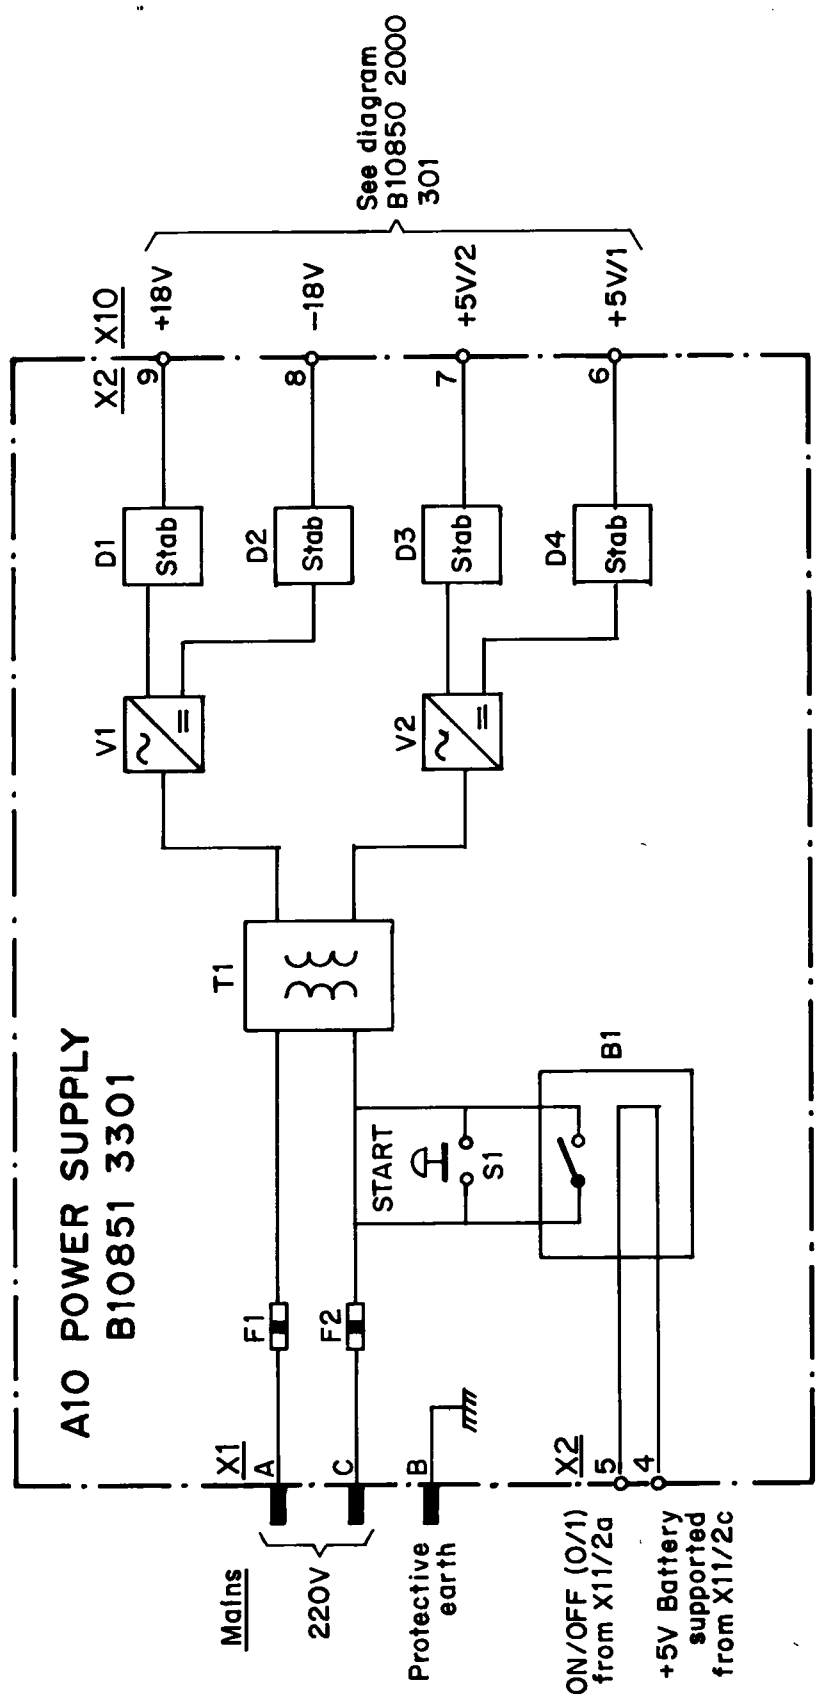 A10 POWER SUPPLY
B10851 3301
Mains
220V
Protective
earth
ON/OFF (0/1)
from X11/2a
+5V Battery
supported
from X11/2c
X1
A
C
B
X2
5
4
F1
F2
START
S1
B1
T1
V1
V2
D1
Stab
D2
Stab
D3
Stab
D4
Stab
X2
X10
9
+18V
8
-18V
7
+5V/2
6
+5V/1
See diagram
B10850 2000
301